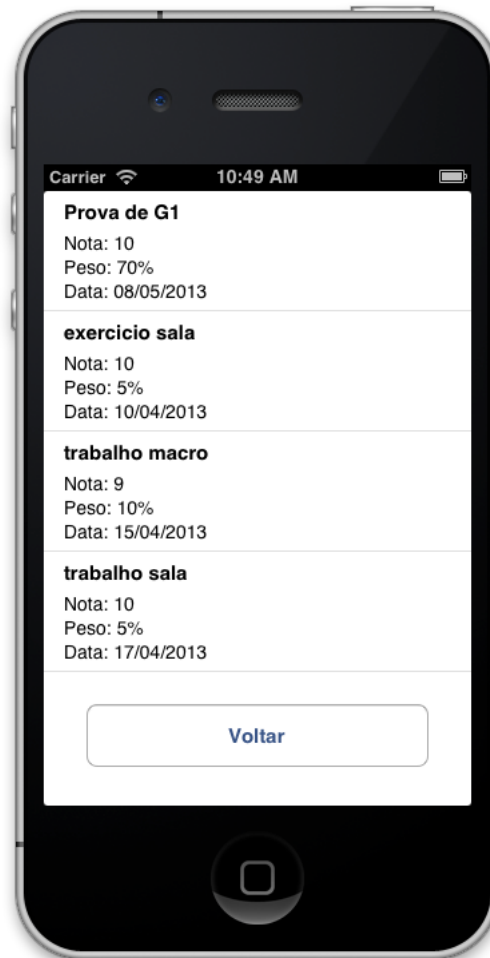 Carrier 10:49 AM
Prova de G1
Nota: 10
Peso: 70%
Data: 08/05/2013
exercicio sala
Nota: 10
Peso: 5%
Data: 10/04/2013
trabalho macro
Nota: 9
Peso: 10%
Data: 15/04/2013
trabalho sala
Nota: 10
Peso: 5%
Data: 17/04/2013
Voltar